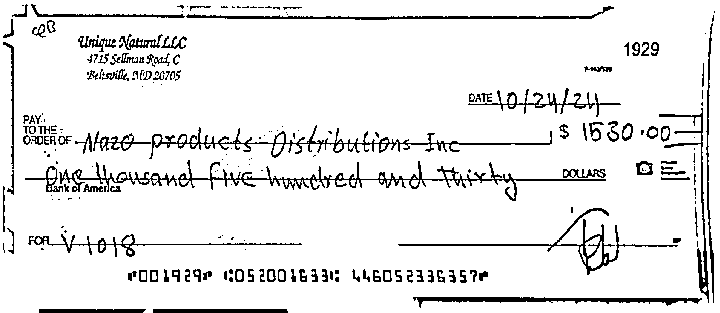 CQB
Unique Natural LLC
4715 Sellman Road, C
Beltsville, MD 20705
1929
DATE 10/24/24
PAY TO THE ORDER OF Nazo products Distributions Inc $ 1530.00
One thousand five hundred and thirty DOLLARS
Bank of America
FOR V1018
⑈001929⑈ ⑆052001633⑆ 446052336357⑈